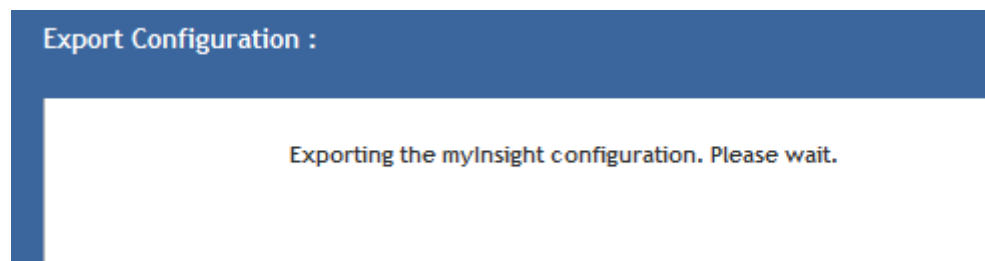 Export Configuration :
Exporting the myInsight configuration. Please wait.